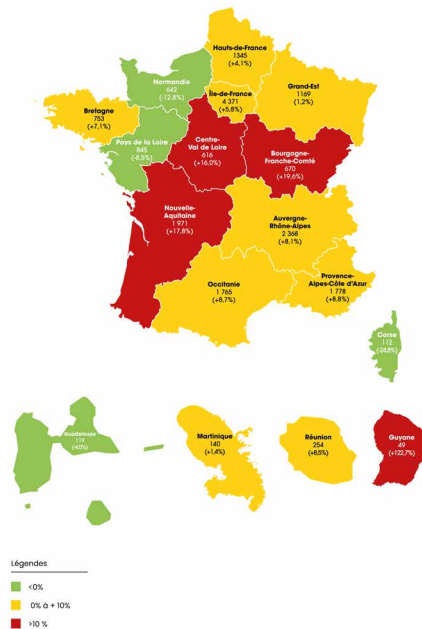 Hauts-de-France
1345
(+4,1%)
Normandie
642
(-12,8%)
Île-de-France
4 371
(+5,8%)
Grand-Est
1169
(1,2%)
Bretagne
753
(+7,1%)
Pays de la Loire
845
(-8,5%)
Centre-
Val de Loire
616
(+16,0%)
Bourgogne-
Franche-Comté
670
(+19,6%)
Nouvelle-
Aquitaine
1 971
(+17,8%)
Auvergne-
Rhône-Alpes
2 368
(+8,1%)
Occitanie
1 765
(+8,7%)
Provence-
Alpes-Côte d'Azur
1 778
(+8,8%)
Corse
112
(-24,8%)
Guadeloupe
119
Martinique
140
(+1,4%)
Réunion
254
(+8,5%)
Guyane
49
(+122,7%)
Légendes
<0%
0% à + 10%
>10 %